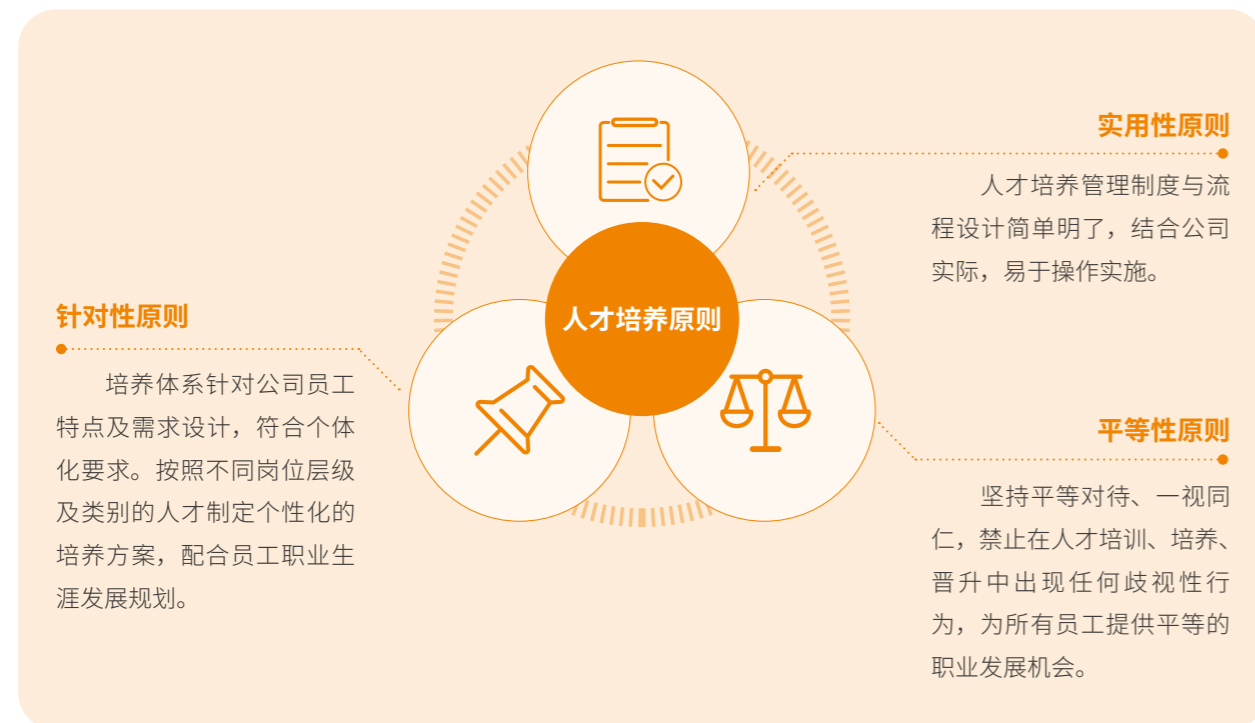 实用性原则
人才培养管理制度与流
程设计简单明了，结合公司
实际，易于操作实施。
人才培养原则
针对性原则
培养体系针对公司员工
特点及需求设计，符合个体
化要求。按照不同岗位层级
及类别的人才制定个性化的
培养方案，配合员工职业生
涯发展规划。
平等性原则
坚持平等对待、一视同
仁，禁止在人才培训、培养、
晋升中出现任何歧视性行
为，为所有员工提供平等的
职业发展机会。